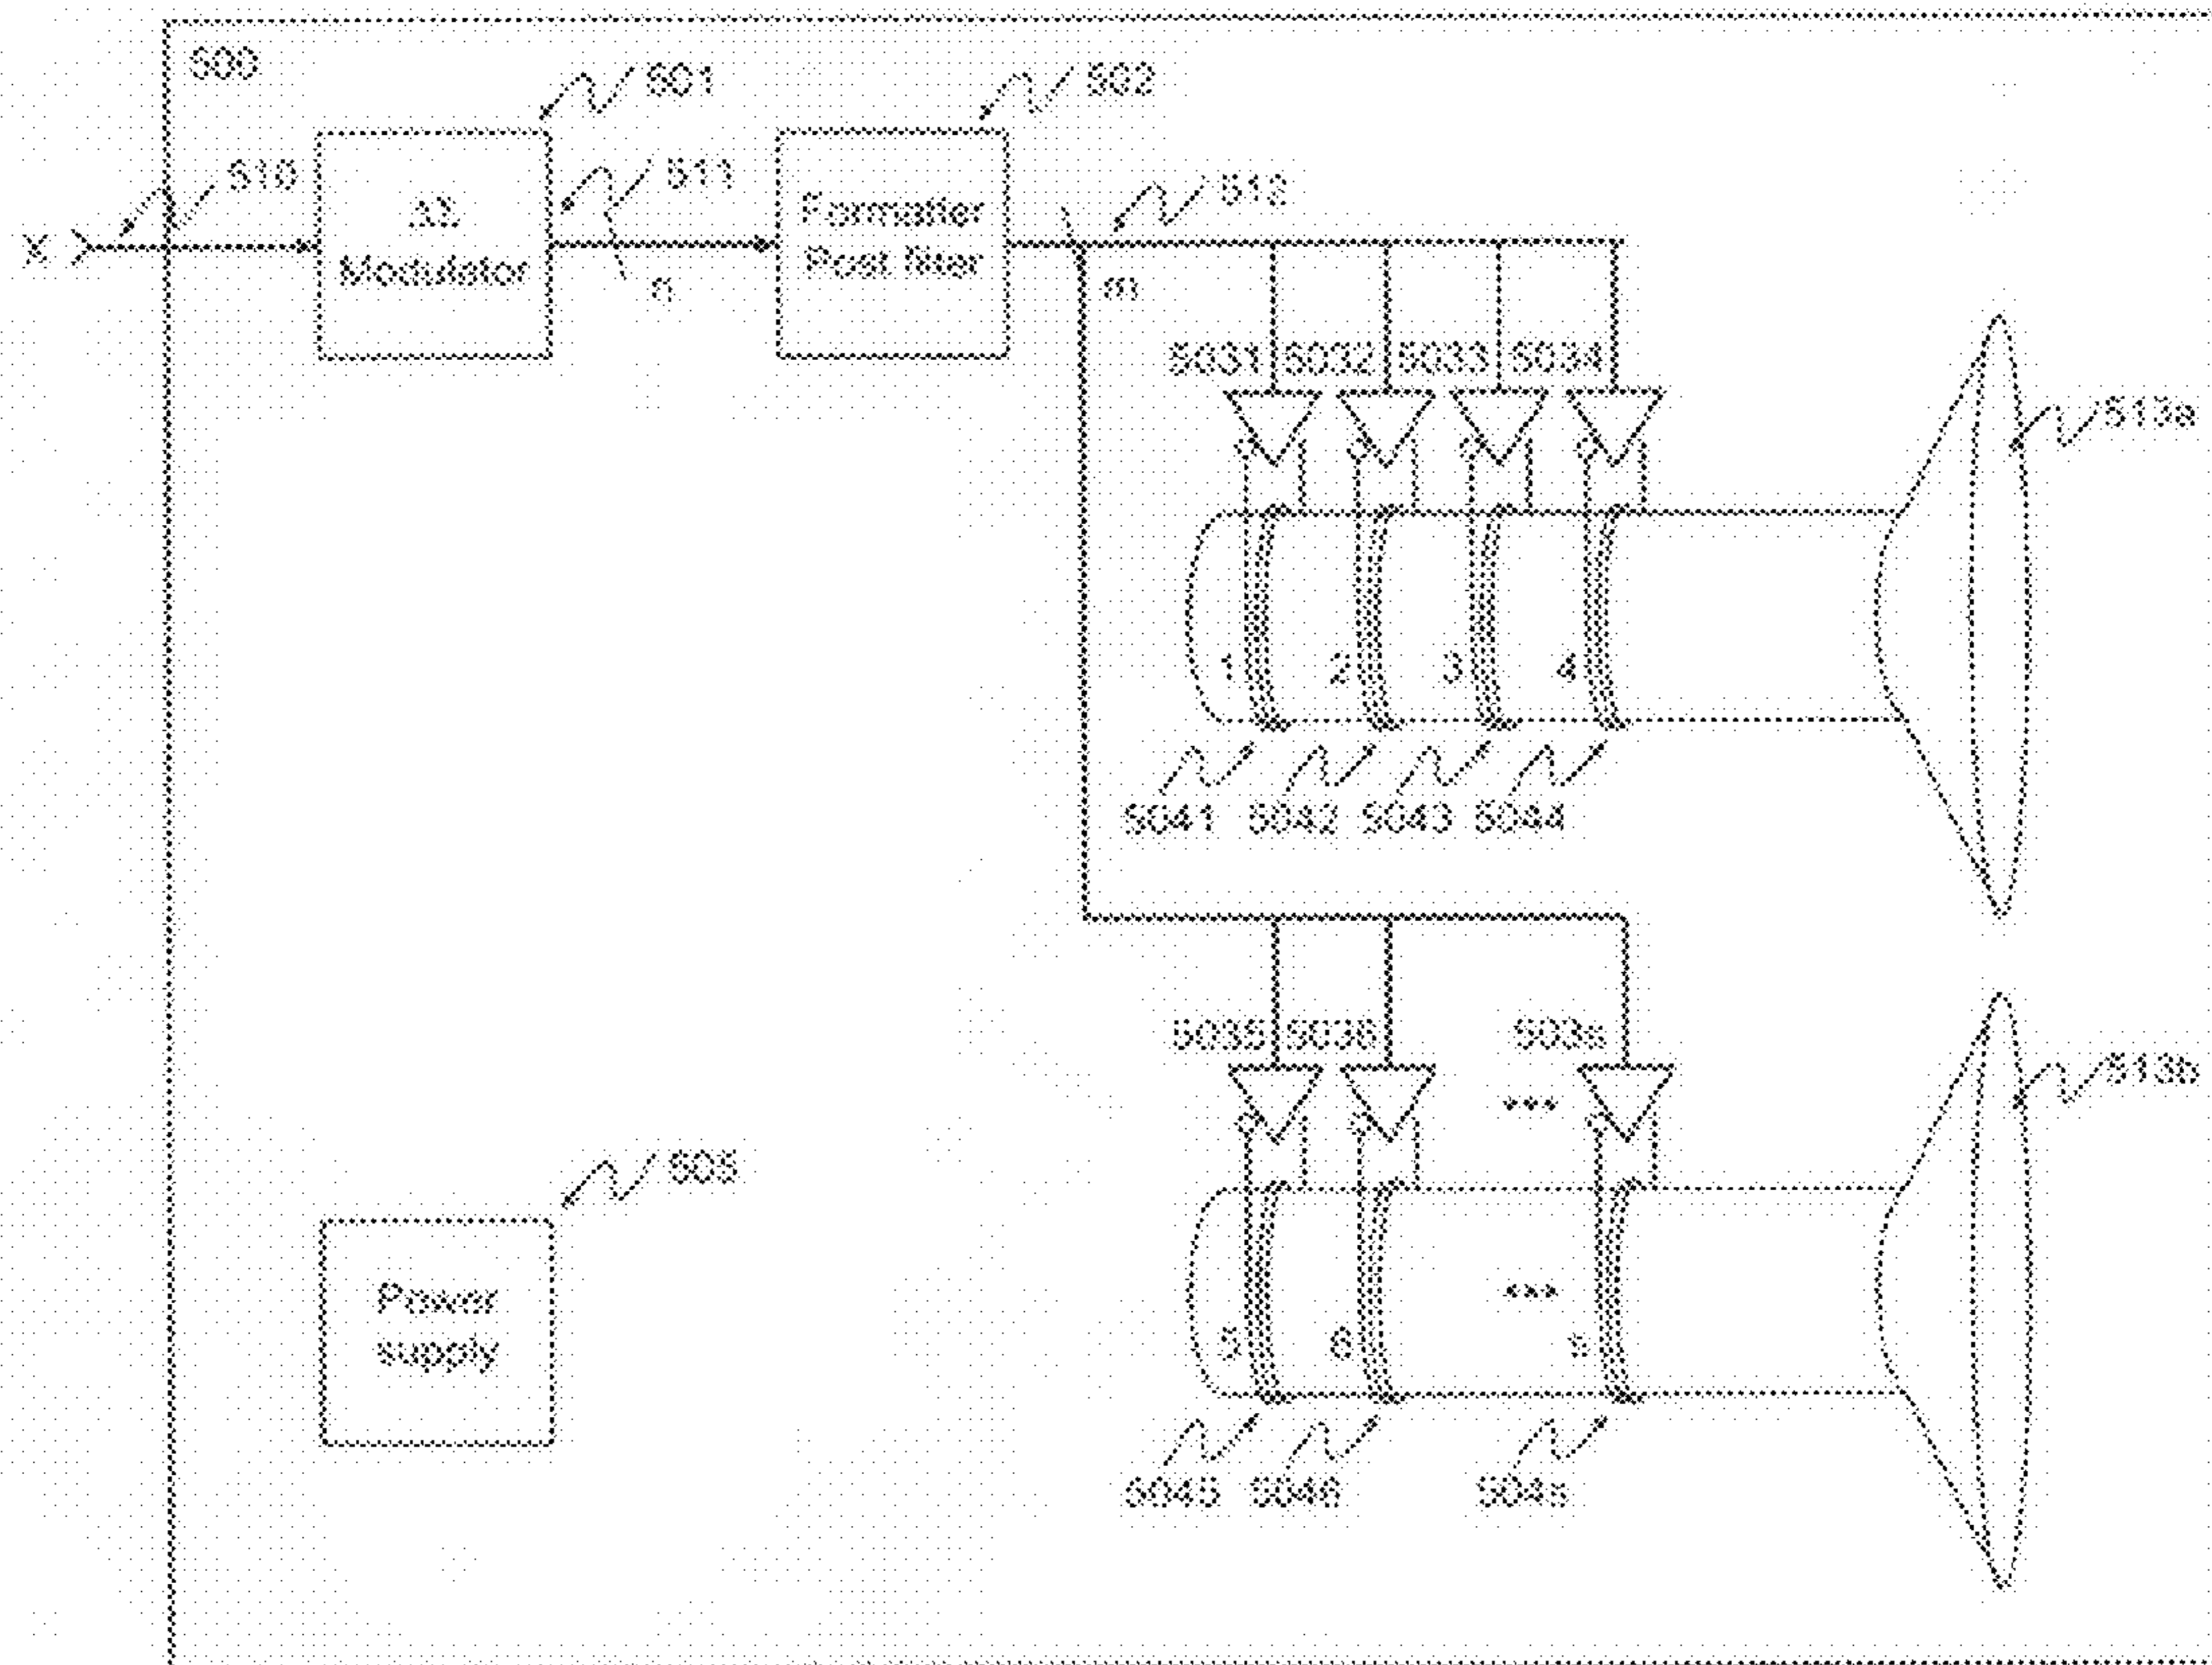 500
501
502
510
511
512
X
ΔΣ
Modulator
n
Formatter
Post filter
m
5031 5032 5033 5034
513a
1 2 3 4
5041 5042 5043 5044
5035 5036 503s
...
513b
505
Power
supply
...
5 6 s
5045 5046 504s